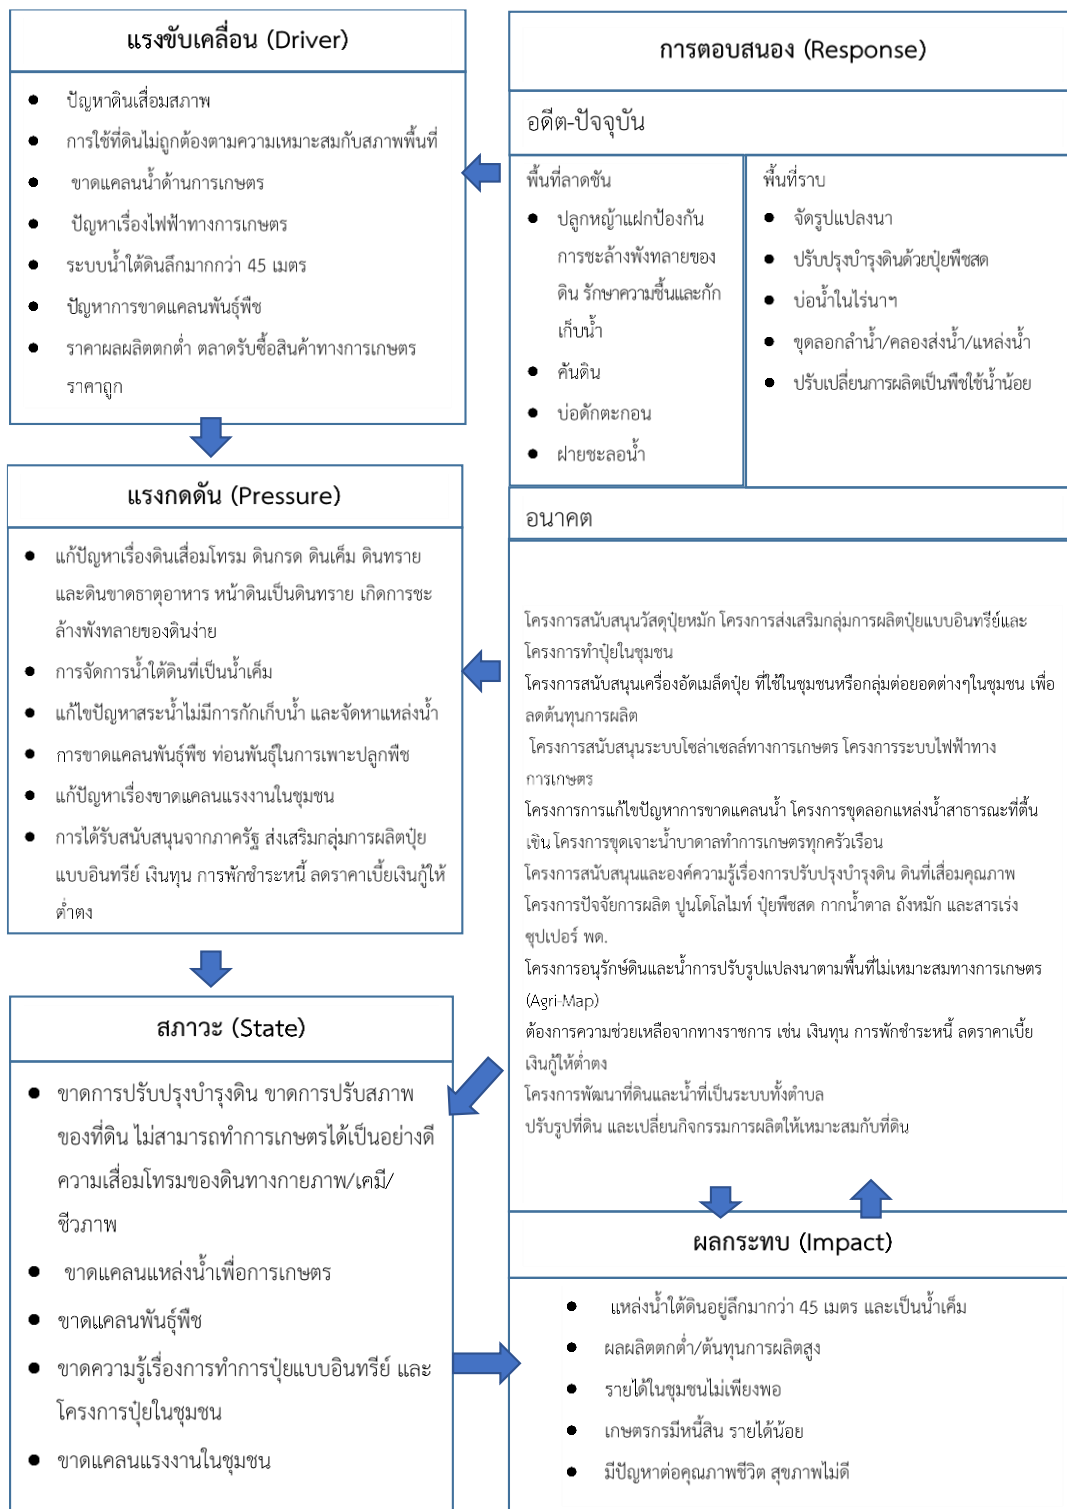 แรงขับเคลื่อน (Driver)
● ปัญหาดินเสื่อมสภาพ
● การใช้ที่ดินไม่ถูกต้องตามความเหมาะสมกับสภาพพื้นที่
● ขาดแคลนน้ำด้านการเกษตร
● ปัญหาเรื่องไฟฟ้าทางการเกษตร
● ระบบน้ำใต้ดินลึกมากกว่า 45 เมตร
● ปัญหาการขาดแคลนพันธุ์พืช
● ราคาผลผลิตตกต่ำ ตลาดรับซื้อสินค้าทางการเกษตร
ราคาถูก
แรงกดดัน (Pressure)
● แก้ปัญหาเรื่องดินเสื่อมโทรม ดินกรด ดินเค็ม ดินทราย
และดินขาดธาตุอาหาร หน้าดินเป็นดินทราย เกิดการชะ
ล้างพังทลายของดินง่าย
● การจัดการน้ำใต้ดินที่เป็นน้ำเค็ม
● แก้ไขปัญหาสระน้ำไม่มีการกักเก็บน้ำ และจัดหาแหล่งน้ำ
● การขาดแคลนพันธุ์พืช ท่อนพันธุ์ในการเพาะปลูกพืช
● แก้ปัญหาเรื่องขาดแคลนแรงงานในชุมชน
● การได้รับสนับสนุนจากภาครัฐ ส่งเสริมกลุ่มการผลิตปุ๋ย
แบบอินทรีย์ เงินทุน การพักชำระหนี้ ลดราคาเบี้ยเงินกู้ให้
ต่ำตง
สภาวะ (State)
● ขาดการปรับปรุงบำรุงดิน ขาดการปรับสภาพ
ของที่ดิน ไม่สามารถทำการเกษตรได้เป็นอย่างดี
ความเสื่อมโทรมของดินทางกายภาพ/เคมี/
ชีวภาพ
● ขาดแคลนแหล่งน้ำเพื่อการเกษตร
● ขาดแคลนพันธุ์พืช
● ขาดความรู้เรื่องการทำการปุ๋ยแบบอินทรีย์ และ
โครงการปุ๋ยในชุมชน
● ขาดแคลนแรงงานในชุมชน
การตอบสนอง (Response)
อดีต-ปัจจุบัน
พื้นที่ลาดชัน
● ปลูกหญ้าแฝกป้องกัน
การชะล้างพังทลายของ
ดิน รักษาความชื้นและกัก
เก็บน้ำ
● คันดิน
● บ่อดักตะกอน
● ฝายชะลอน้ำ
พื้นที่ราบ
● จัดรูปแปลงนา
● ปรับปรุงบำรุงดินด้วยปุ๋ยพืชสด
● บ่อน้ำในไร่นาฯ
● ขุดลอกลำน้ำ/คลองส่งน้ำ/แหล่งน้ำ
● ปรับเปลี่ยนการผลิตเป็นพืชใช้น้ำน้อย
อนาคต
โครงการสนับสนุนวัสดุปุ๋ยหมัก โครงการส่งเสริมกลุ่มการผลิตปุ๋ยแบบอินทรีย์และ
โครงการทำปุ๋ยในชุมชน
โครงการสนับสนุนเครื่องอัดเมล็ดปุ๋ย ที่ใช้ในชุมชนหรือกลุ่มต่อยอดต่างๆในชุมชน เพื่อ
ลดต้นทุนการผลิต
โครงการสนับสนุนระบบโซล่าเซลล์ทางการเกษตร โครงการระบบไฟฟ้าทาง
การเกษตร
โครงการการแก้ไขปัญหาการขาดแคลนน้ำ โครงการขุดลอกแหล่งน้ำสาธารณะที่ตื้น
เขิน โครงการขุดเจาะน้ำบาดาลทำการเกษตรทุกครัวเรือน
โครงการสนับสนุนและองค์ความรู้เรื่องการปรับปรุงบำรุงดิน ดินที่เสื่อมคุณภาพ
โครงการปัจจัยการผลิต ปูนโดโลไมท์ ปุ๋ยพืชสด กากน้ำตาล ถังหมัก และสารเร่ง
ซุปเปอร์ พด.
โครงการอนุรักษ์ดินและน้ำการปรับรูปแปลงนาตามพื้นที่ไม่เหมาะสมทางการเกษตร
(Agri-Map)
ต้องการความช่วยเหลือจากทางราชการ เช่น เงินทุน การพักชำระหนี้ ลดราคาเบี้ย
เงินกู้ให้ต่ำตง
โครงการพัฒนาที่ดินและน้ำที่เป็นระบบทั้งตำบล
ปรับรูปที่ดิน และเปลี่ยนกิจกรรมการผลิตให้เหมาะสมกับที่ดิน
ผลกระทบ (Impact)
● แหล่งน้ำใต้ดินอยู่ลึกมากว่า 45 เมตร และเป็นน้ำเค็ม
● ผลผลิตตกต่ำ/ต้นทุนการผลิตสูง
● รายได้ในชุมชนไม่เพียงพอ
● เกษตรกรมีหนี้สิน รายได้น้อย
● มีปัญหาต่อคุณภาพชีวิต สุขภาพไม่ดี